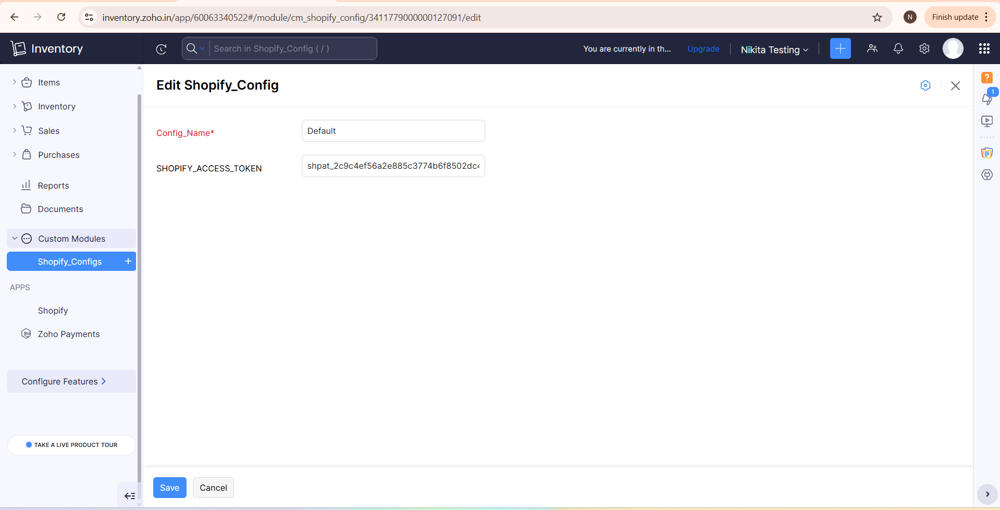 inventory.zoho.in/app/60063340522#/module/cm_shopify_config/3411779000000127091/edit
N
Finish update
Inventory
Search in Shopify_Config ( / )
You are currently in th...
Upgrade
Nikita Testing
Items
Inventory
Sales
Purchases
Reports
Documents
Custom Modules
Shopify_Configs
+
APPS
Shopify
Zoho Payments
Configure Features
TAKE A LIVE PRODUCT TOUR
Edit Shopify_Config
Config_Name*
Default
SHOPIFY_ACCESS_TOKEN
shpat_2c9c4ef56a2e885c3774b6f8502dc4
Save
Cancel
?
1